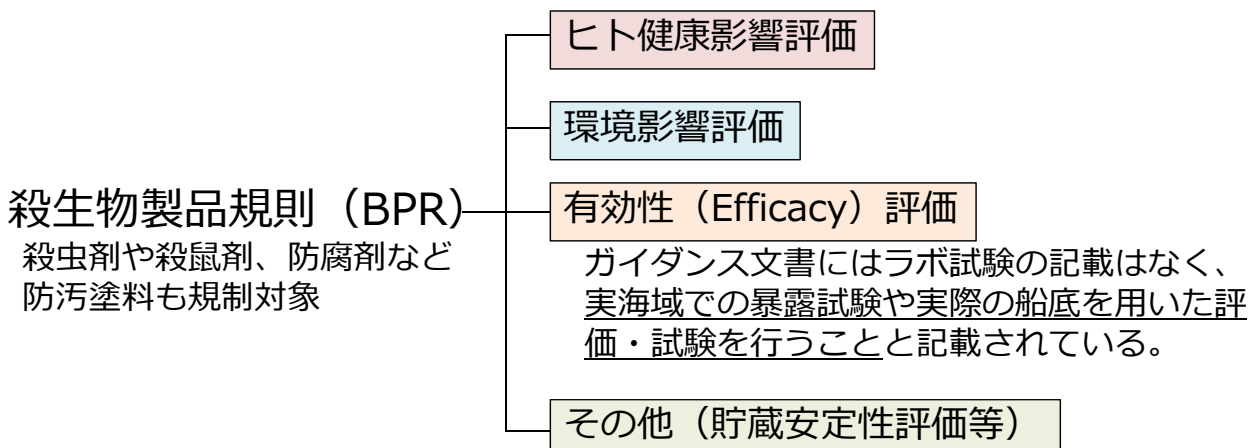 ヒト健康影響評価
環境影響評価
殺生物製品規則（BPR）
殺虫剤や殺鼠剤、防腐剤など
防汚塗料も規制対象
有効性（Efficacy）評価
ガイダンス文書にはラボ試験の記載はなく、
実海域での暴露試験や実際の船底を用いた評
価・試験を行うことと記載されている。
その他（貯蔵安定性評価等）